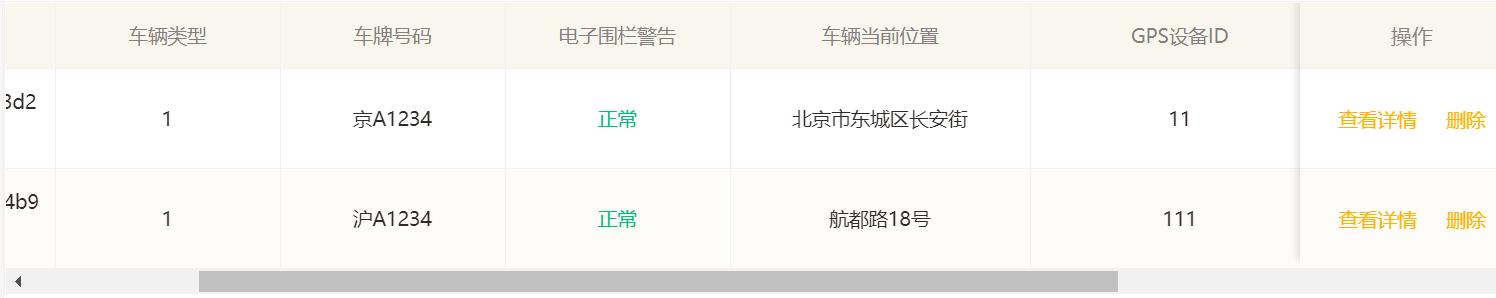 车辆类型 车牌号码 电子围栏警告 车辆当前位置 GPS设备ID 操作
3d2
1 京A1234 正常 北京市东城区长安街 11 查看详情 删除
4b9
1 沪A1234 正常 航都路18号 111 查看详情 删除